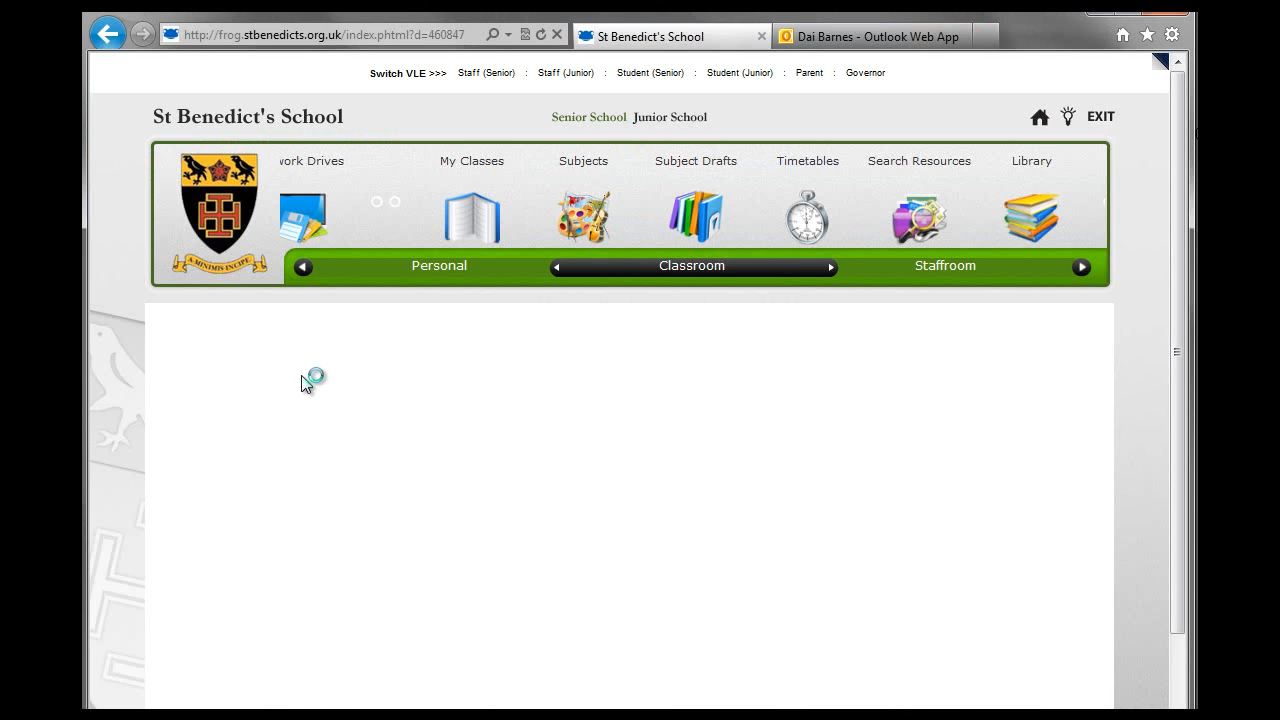 http://frog.stbenedicts.org.uk/index.phtml?d=460847
St Benedict's School
Dai Barnes - Outlook Web App
Switch VLE >>> Staff (Senior) : Staff (Junior) : Student (Senior) : Student (Junior) : Parent : Governor
St Benedict's School
Senior School Junior School
EXIT
work Drives My Classes Subjects Subject Drafts Timetables Search Resources Library
A MINIMIS INCIPE
Personal Classroom Staffroom